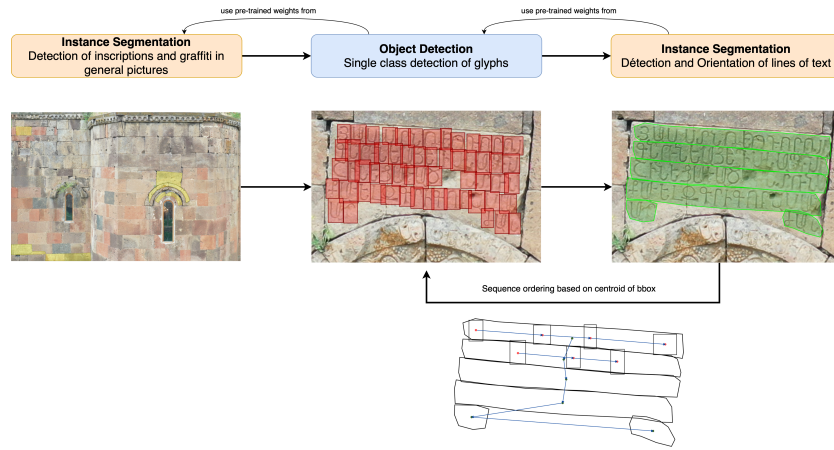 use pre-trained weights from
use pre-trained weights from
Instance Segmentation
Detection of inscriptions and graffiti in
general pictures
Object Detection
Single class detection of glyphs
Instance Segmentation
Détection and Orientation of lines of text
Sequence ordering based on centroid of bbox